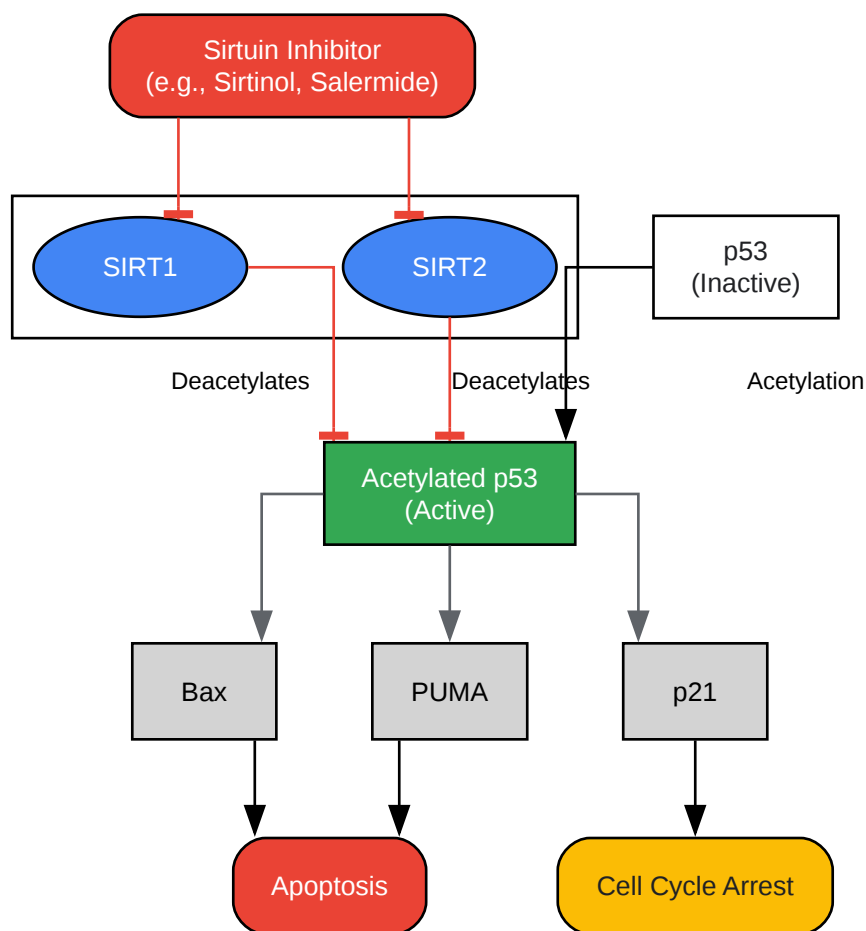 Sirtuin Inhibitor
(e.g., Sirtinol, Salermide)
SIRT1
SIRT2
p53
(Inactive)
Deacetylates
Deacetylates
Acetylation
Acetylated p53
(Active)
Bax
PUMA
p21
Apoptosis
Cell Cycle Arrest